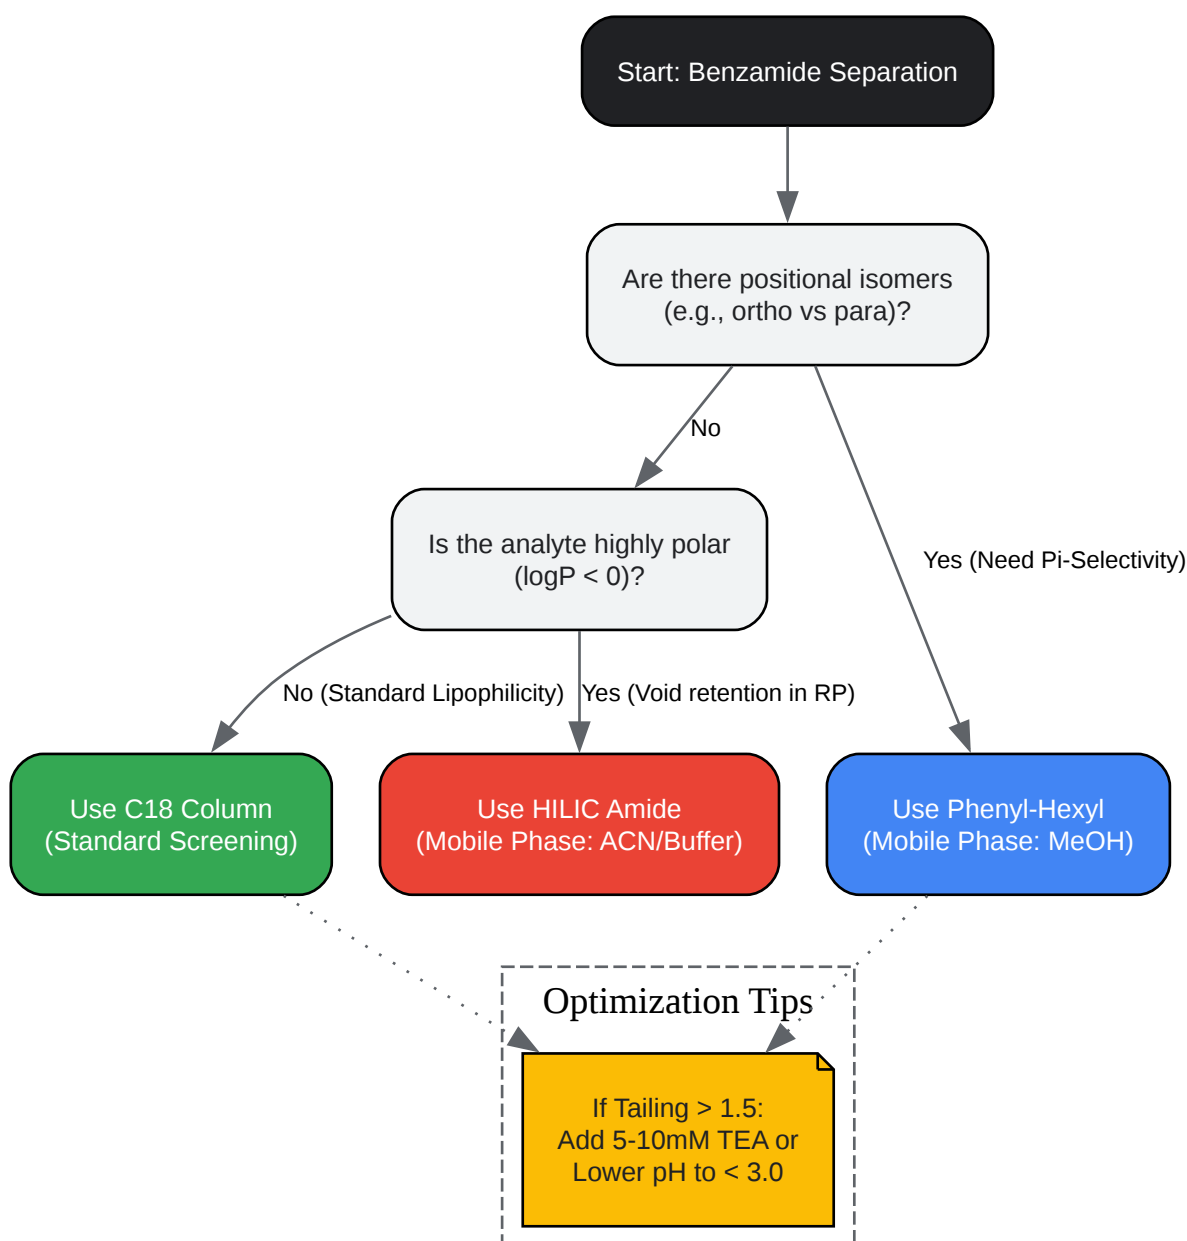 Start: Benzamide Separation
Are there positional isomers
(e.g., ortho vs para)?
No
Is the analyte highly polar
(logP < 0)?
Yes (Need Pi-Selectivity)
No (Standard Lipophilicity)
Yes (Void retention in RP)
Use C18 Column
(Standard Screening)
Use HILIC Amide
(Mobile Phase: ACN/Buffer)
Use Phenyl-Hexyl
(Mobile Phase: MeOH)
Optimization Tips
If Tailing > 1.5:
Add 5-10mM TEA or
Lower pH to < 3.0